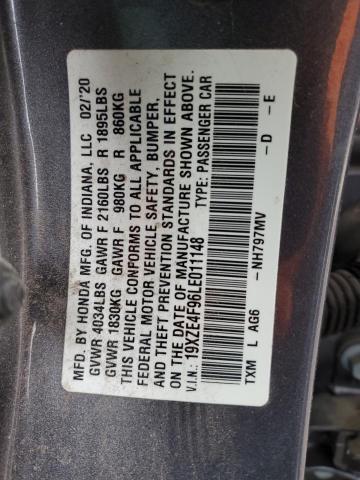 MFD. BY HONDA MFG. OF INDIANA, LLC 02/'20
GVWR 4034LBS GAWR F 2160LBS R 1895LBS
GVWR 1830KG GAWR F 980KG R 860KG
THIS VEHICLE CONFORMS TO ALL APPLICABLE
FEDERAL MOTOR VEHICLE SAFETY, BUMPER,
AND THEFT PREVENTION STANDARDS IN EFFECT
ON THE DATE OF MANUFACTURE SHOWN ABOVE.
V.I.N.: 19XZE4F96LE011148 TYPE: PASSENGER CAR
TXM L AG6 -NH797MV -D -E